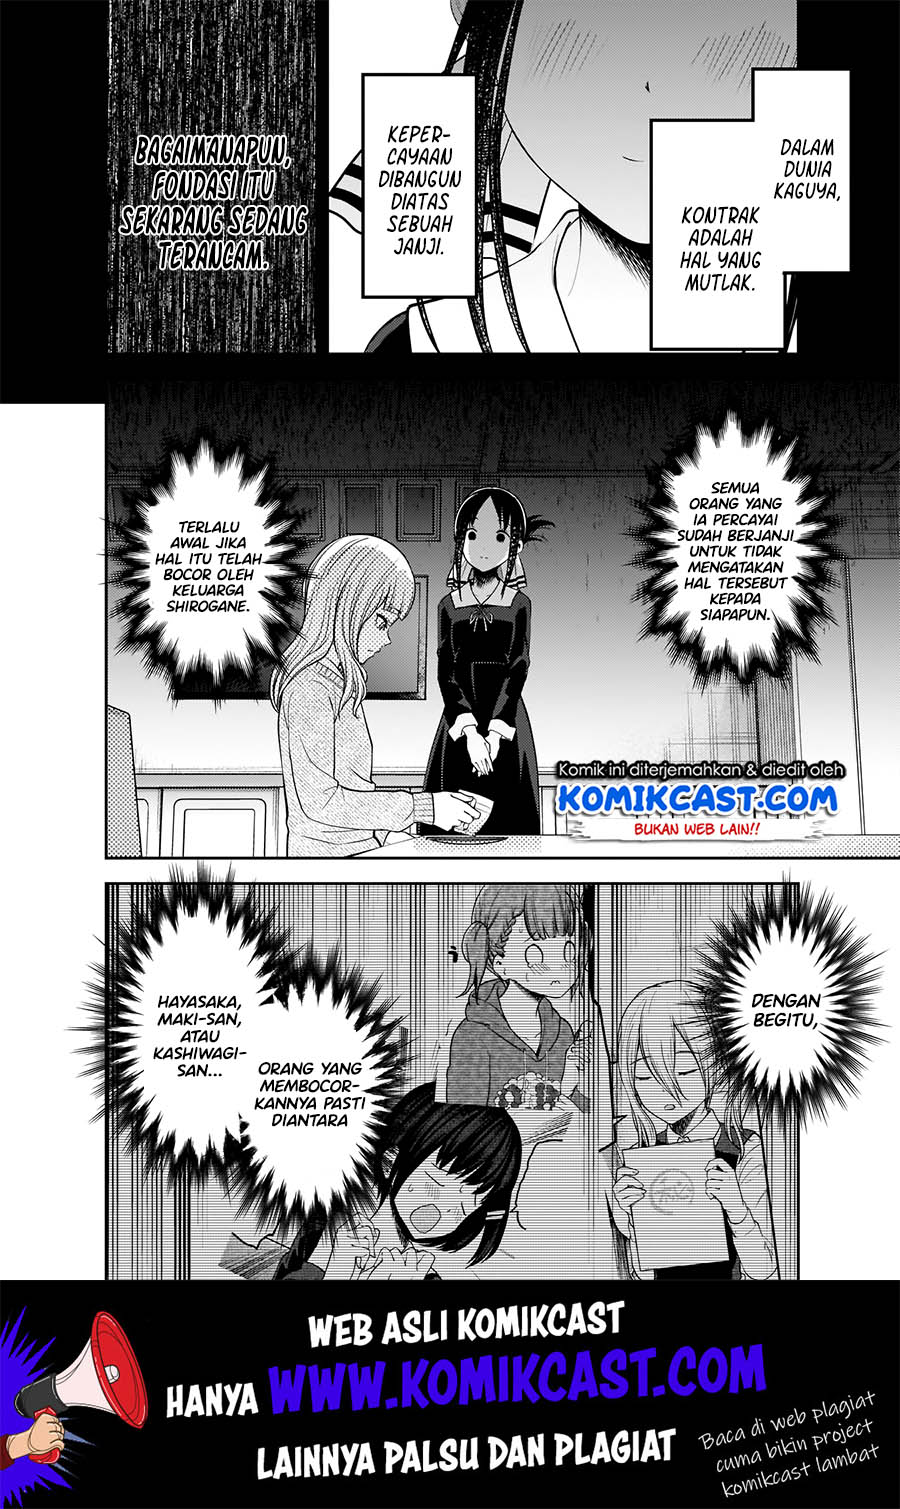 DALAM
DUNIA
KAGUYA,
KONTRAK
ADALAH
HAL YANG
MUTLAK.
KEPER-
CAYAAN
DIBANGUN
DIATAS
SEBUAH
JANJI.
BAGAIMANAPUN,
FONDASI ITU
SEKARANG SEDANG
TERANCAM.
SEMUA
ORANG YANG
IA PERCAYAI
SUDAH BERJANJI
UNTUK TIDAK
MENGATAKAN
HAL TERSEBUT
KEPADA
SIAPAPUN.
TERLALU
AWAL JIKA
HAL ITU TELAH
BOCOR OLEH
KELUARGA
SHIROGANE.
Komik ini diterjemahkan & diedit oleh
KOMIKCAST.COM
BUKAN WEB LAIN!!
DENGAN
BEGITU,
ORANG YANG
MEMBOCOR-
KANNYA PASTI
DIANTARA
HAYASAKA,
MAKI-SAN,
ATAU
KASHIWAGI-
SAN...
WEB ASLI KOMIKCAST
HANYA WWW.KOMIKCAST.COM
LAINNYA PALSU DAN PLAGIAT
Baca di web plagiat
cuma bikin project
komikcast lambat